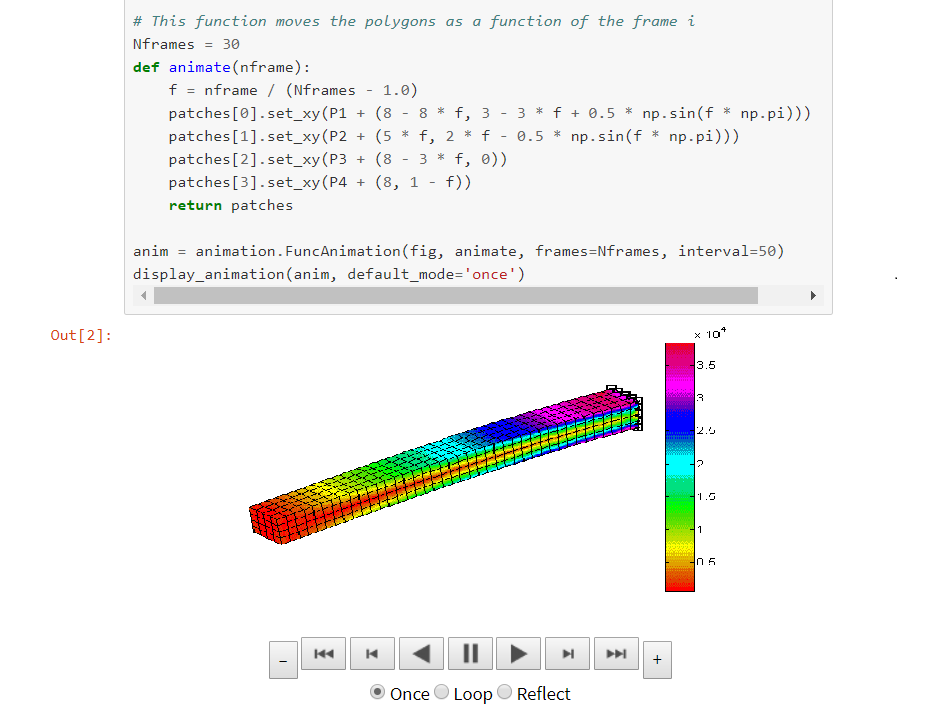 # This function moves the polygons as a function of the frame i
Nframes = 30
def animate(nframe):
    f = nframe / (Nframes - 1.0)
    patches[0].set_xy(P1 + (8 - 8 * f, 3 - 3 * f + 0.5 * np.sin(f * np.pi)))
    patches[1].set_xy(P2 + (5 * f, 2 * f - 0.5 * np.sin(f * np.pi)))
    patches[2].set_xy(P3 + (8 - 3 * f, 0))
    patches[3].set_xy(P4 + (8, 1 - f))
    return patches
anim = animation.FuncAnimation(fig, animate, frames=Nframes, interval=50)
display_animation(anim, default_mode='once')
Out[2]:
x 10^4
3.5
3
2.5
2
1.5
1
0.5
- +
Once Loop Reflect